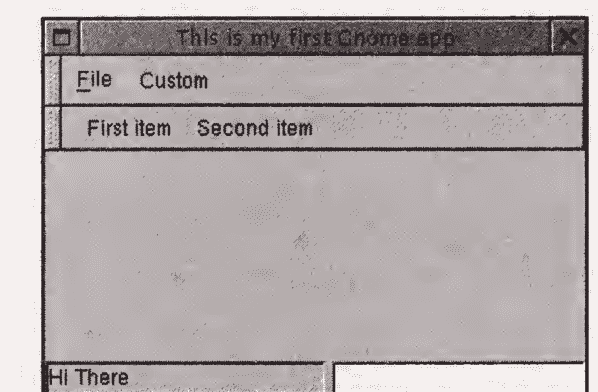 This is my first Gnome app
File Custom
First item Second item
Hi There